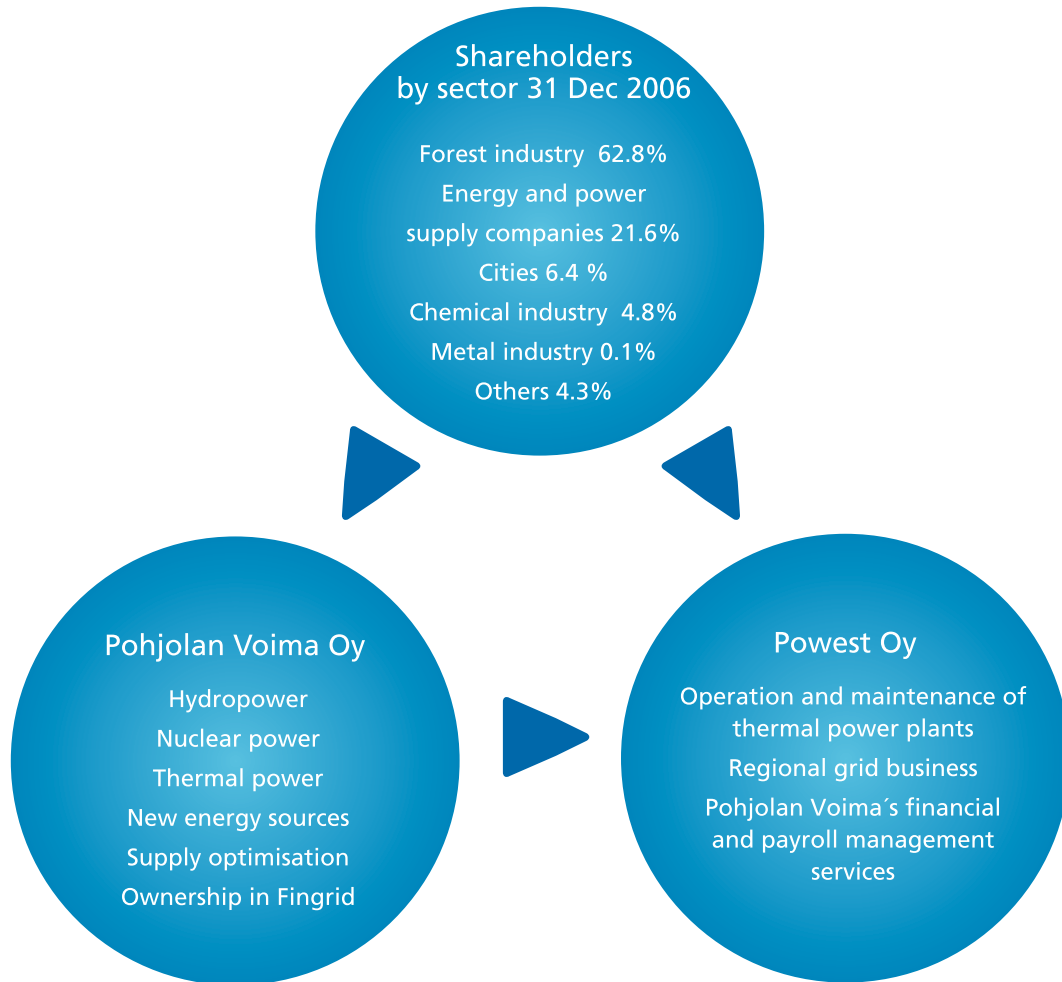 Shareholders
by sector 31 Dec 2006
Forest industry  62.8%
Energy and power
supply companies 21.6%
Cities 6.4 %
Chemical industry  4.8%
Metal industry 0.1%
Others 4.3%
Pohjolan Voima Oy
Hydropower
Nuclear power
Thermal power
New energy sources
Supply optimisation
Ownership in Fingrid
Powest Oy
Operation and maintenance of
thermal power plants
Regional grid business
Pohjolan Voima´s financial
and payroll management
services